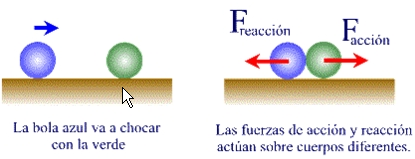 Freacción
Facción
La bola azul va a chocar
con la verde
Las fuerzas de acción y reacción
actúan sobre cuerpos diferentes.